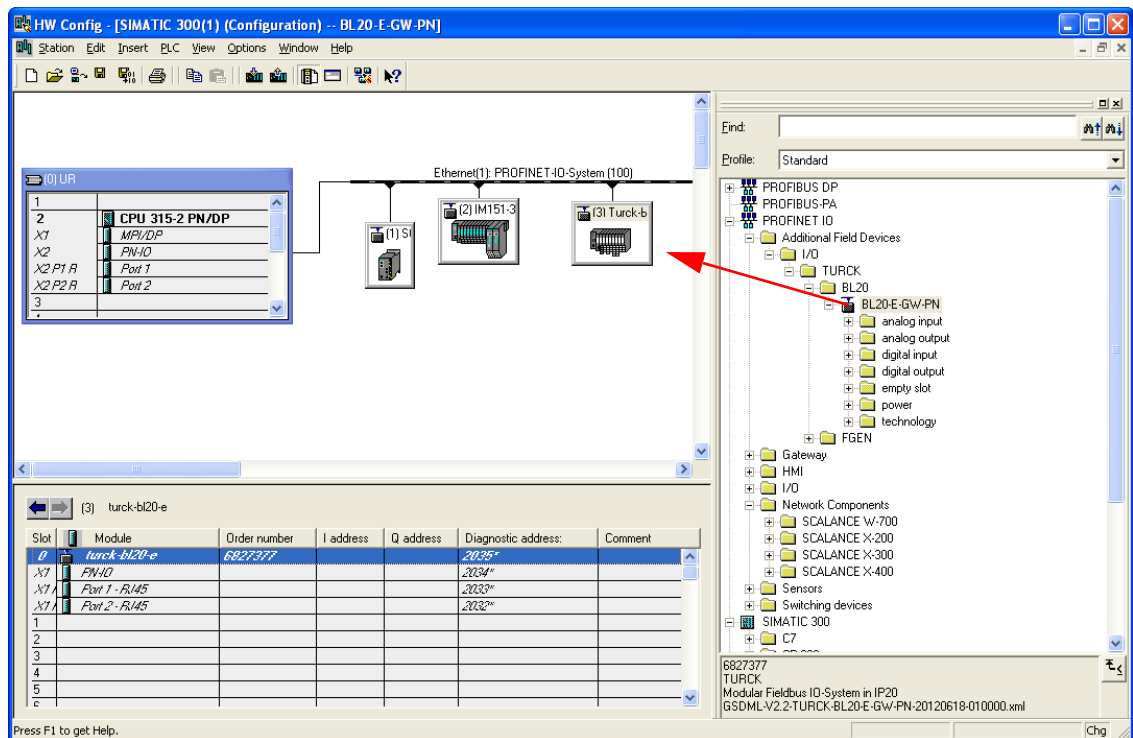 HW Config - [SIMATIC 300(1) (Configuration) -- BL20-E-GW-PN]
Station Edit Insert PLC View Options Window Help
(0) UR
1
2 CPU 315-2 PN/DP
X1 MPI/DP
X2 PN-IO
X2 P1 R Port 1
X2 P2 R Port 2
3
Ethernet(1): PROFINET-IO-System (100)
(1) SC
(2) IM151-3
(3) Turck-b
Find:
Profile: Standard
PROFIBUS DP
PROFIBUS-PA
PROFINET IO
Additional Field Devices
I/O
TURCK
BL20
BL20-E-GW-PN
analog input
analog output
digital input
digital output
empty slot
power
technology
FGEN
Gateway
HMI
I/O
Network Components
SCALANCE W-700
SCALANCE X-200
SCALANCE X-300
SCALANCE X-400
Sensors
Switching devices
SIMATIC 300
C7
6827377
TURCK
Modular Fieldbus IO-System in IP20
GSDML-V2.2-TURCK-BL20-E-GW-PN-20120618-010000.xml
(3) turck-bl20-e
Slot Module Order number I address Q address Diagnostic address: Comment
0 turck-bl20-e 6827377 2035*
X1 PN-IO 2034*
X1 Port 1 - RJ45 2033*
X1 Port 2 - RJ45 2032*
1
2
3
4
5
Press F1 to get Help.
Chg